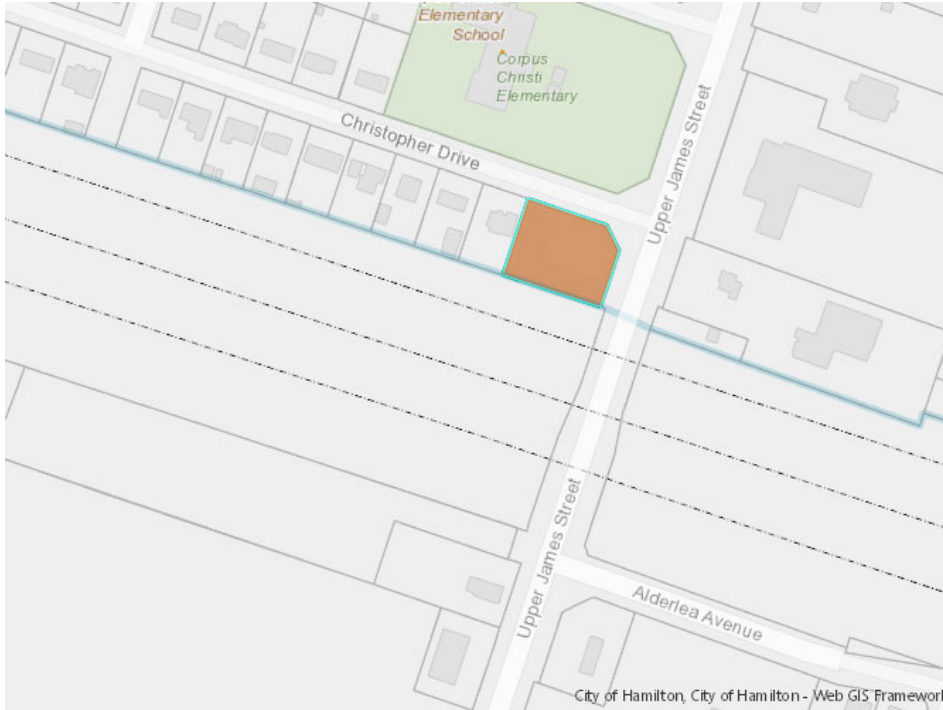 Elementary
School
Corpus
Christi
Elementary
Christopher Drive
Upper James Street
Upper James Street
Alderlea Avenue
City of Hamilton, City of Hamilton - Web GIS Framework